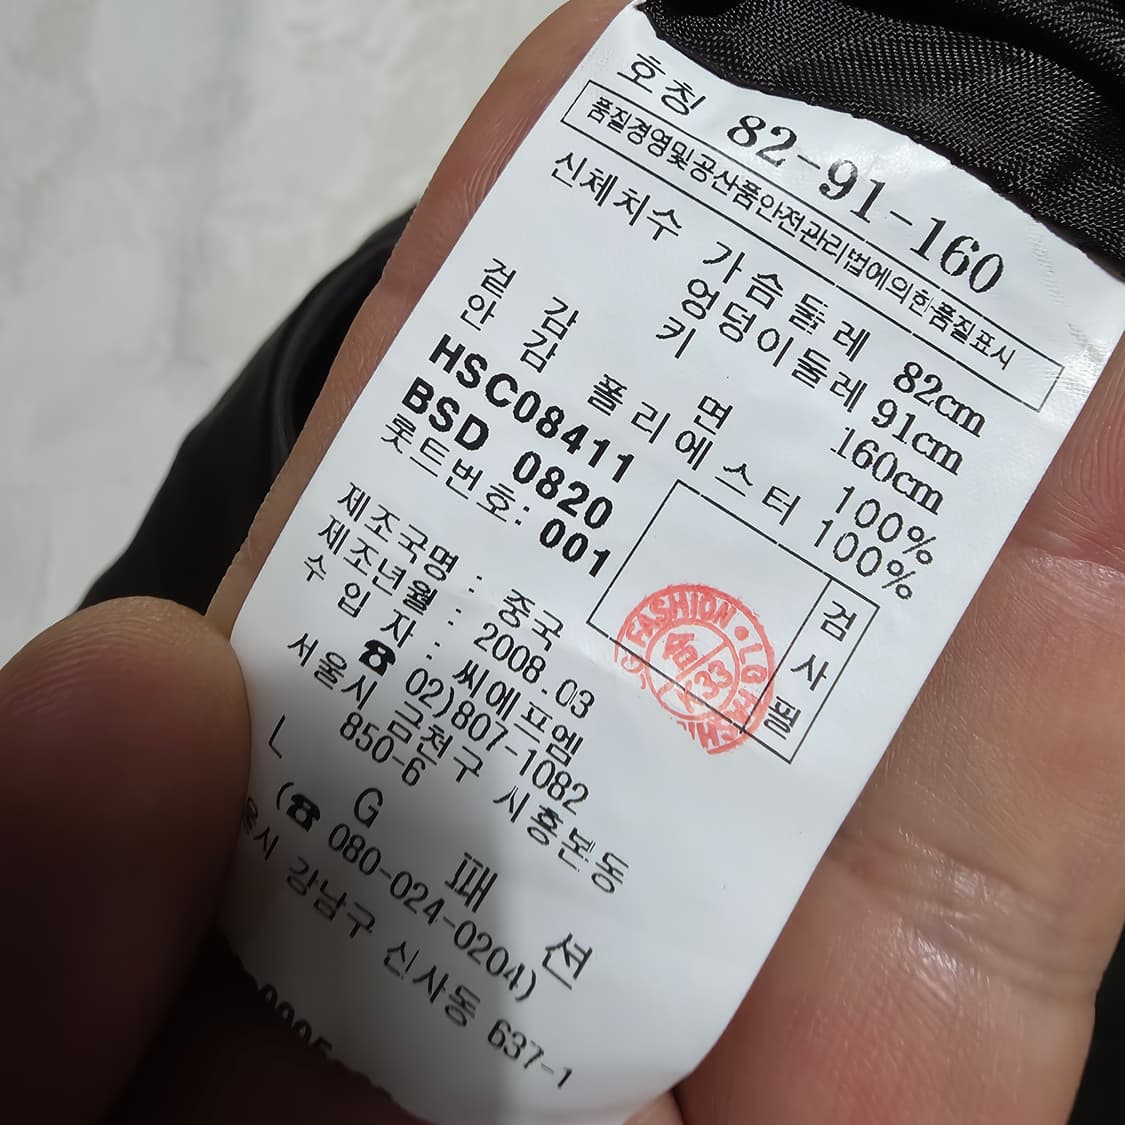 호칭 82-91-160
품질경영및공산품안전관리법에의한품질표시
신체치수 가슴둘레 82cm
엉덩이둘레 91cm
키 160cm
겉 감 면 100%
안 감 폴리에스터 100%
HSC08411
BSD 0820
롯트번호: 001
검사필
FASHION • LG
40 33
제조국명 : 중국
제조년월 : 2008.03
수 입 자 : 씨에프엠
☎ 02)807-1082
서울시 금천구 시흥본동
850-6
L G 패 션
(☎ 080-024-0204)
울시 강남구 신사동 637-1